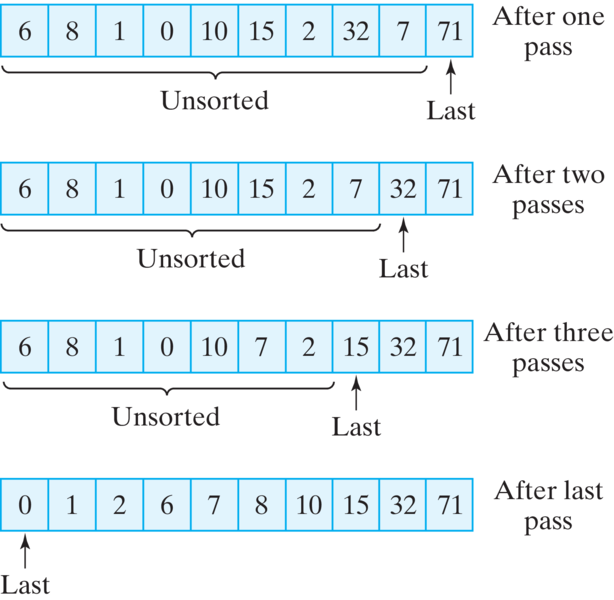 6 8 1 0 10 15 2 32 7 71
After one
pass
Unsorted
Last
6 8 1 0 10 15 2 7 32 71
After two
passes
Unsorted
Last
6 8 1 0 10 7 2 15 32 71
After three
passes
Unsorted
Last
0 1 2 6 7 8 10 15 32 71
After last
pass
Last